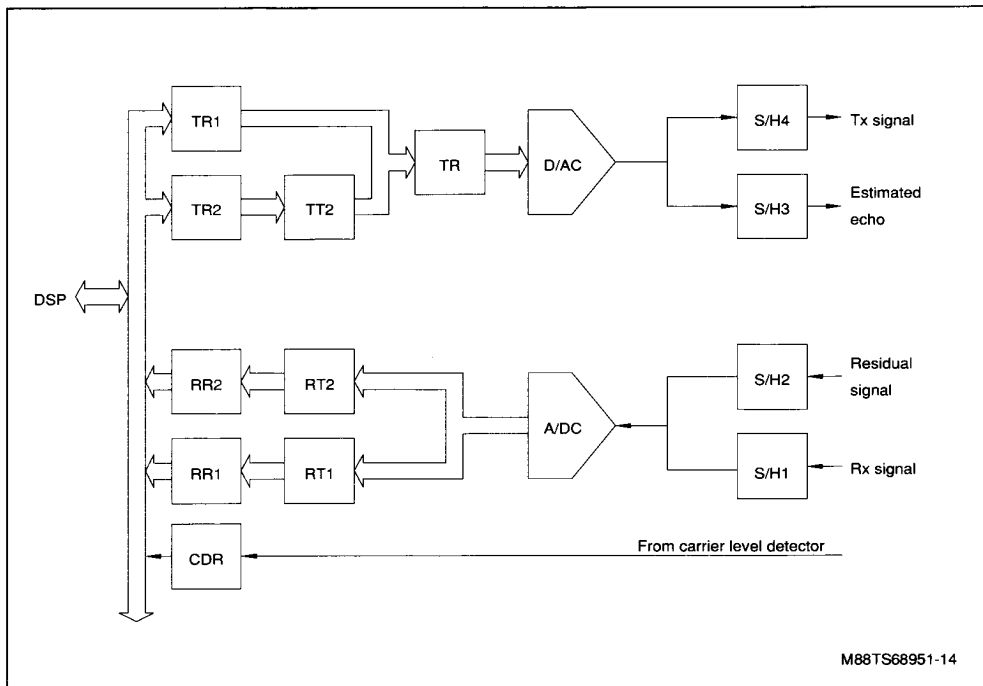 TR1
S/H4
Tx signal
TR
D/AC
TR2
TT2
S/H3
Estimated
echo
DSP
RR2
RT2
S/H2
Residual
signal
A/DC
RR1
RT1
S/H1
Rx signal
CDR
From carrier level detector
M88TS68951-14